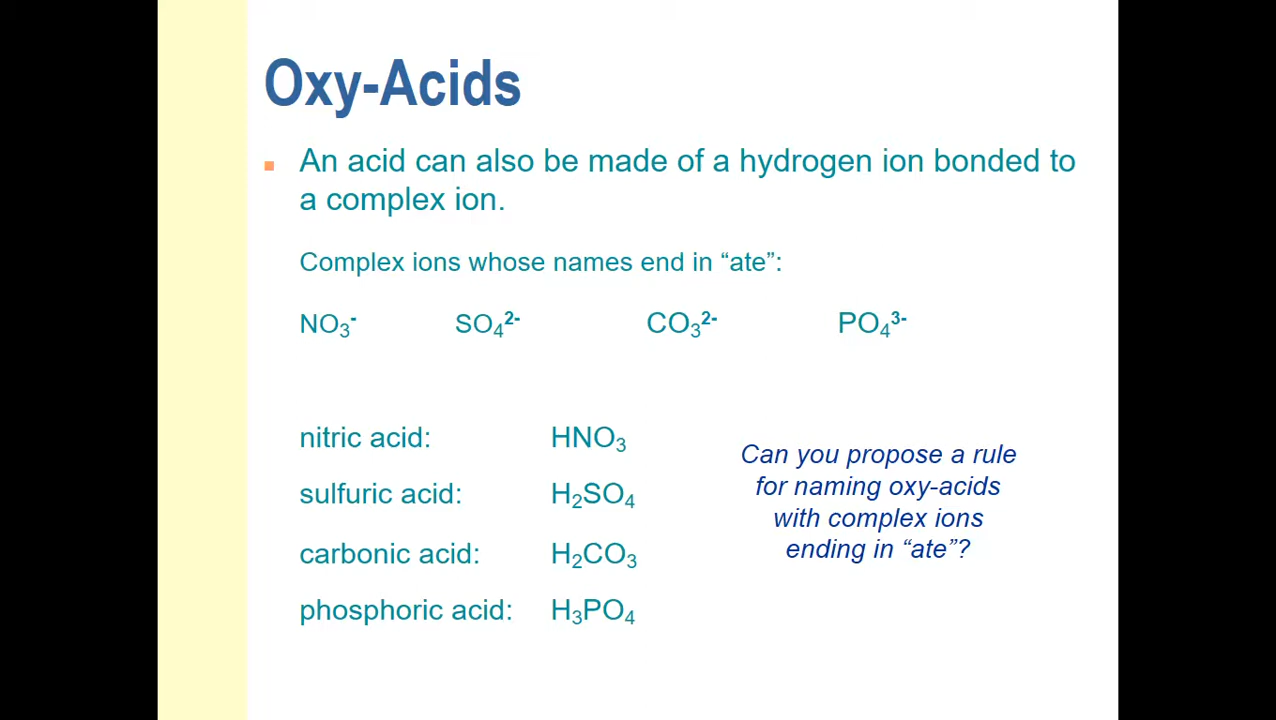 Oxy-Acids
▪ An acid can also be made of a hydrogen ion bonded to
a complex ion.
Complex ions whose names end in “ate”:
NO₃⁻ SO₄²⁻ CO₃²⁻ PO₄³⁻
nitric acid: HNO₃
sulfuric acid: H₂SO₄
carbonic acid: H₂CO₃
phosphoric acid: H₃PO₄
Can you propose a rule
for naming oxy-acids
with complex ions
ending in “ate”?